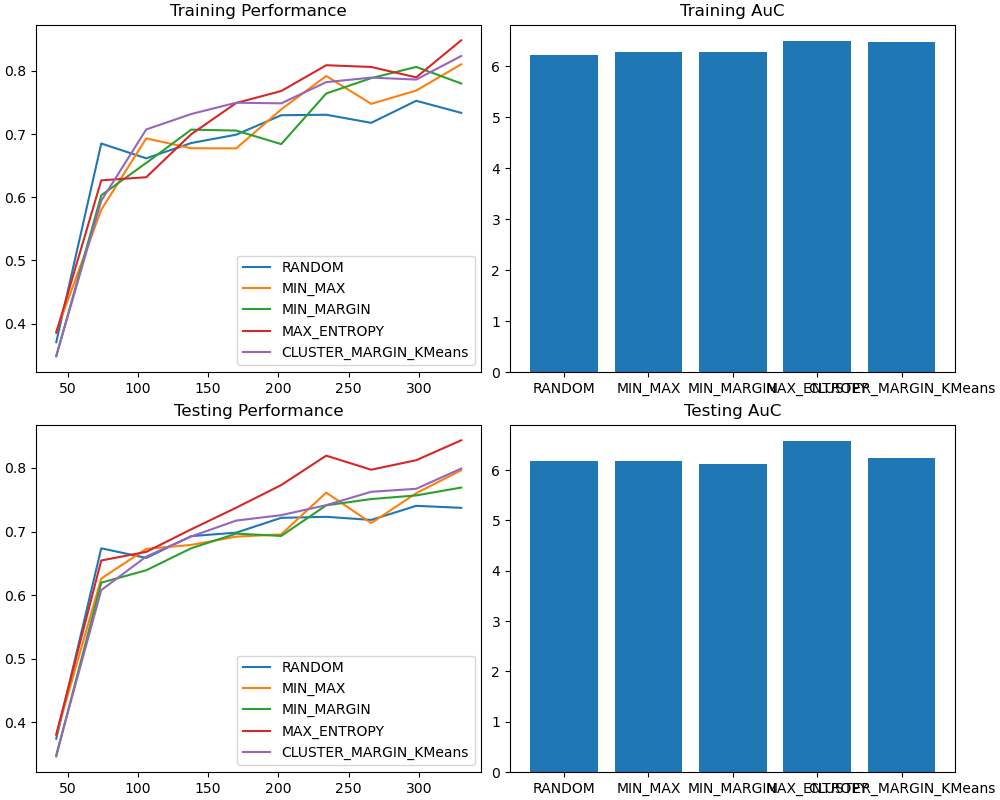 Training Performance
0.8
0.7
0.6
0.5
0.4
RANDOM
MIN_MAX
MIN_MARGIN
MAX_ENTROPY
CLUSTER_MARGIN_KMeans
50 100 150 200 250 300
Training AuC
6
5
4
3
2
1
0
RANDOM MIN_MAX MIN_MARGIN MAX_ENTROPY CLUSTER_MARGIN_KMeans
Testing Performance
0.8
0.7
0.6
0.5
0.4
RANDOM
MIN_MAX
MIN_MARGIN
MAX_ENTROPY
CLUSTER_MARGIN_KMeans
50 100 150 200 250 300
Testing AuC
6
5
4
3
2
1
0
RANDOM MIN_MAX MIN_MARGIN MAX_ENTROPY CLUSTER_MARGIN_KMeans